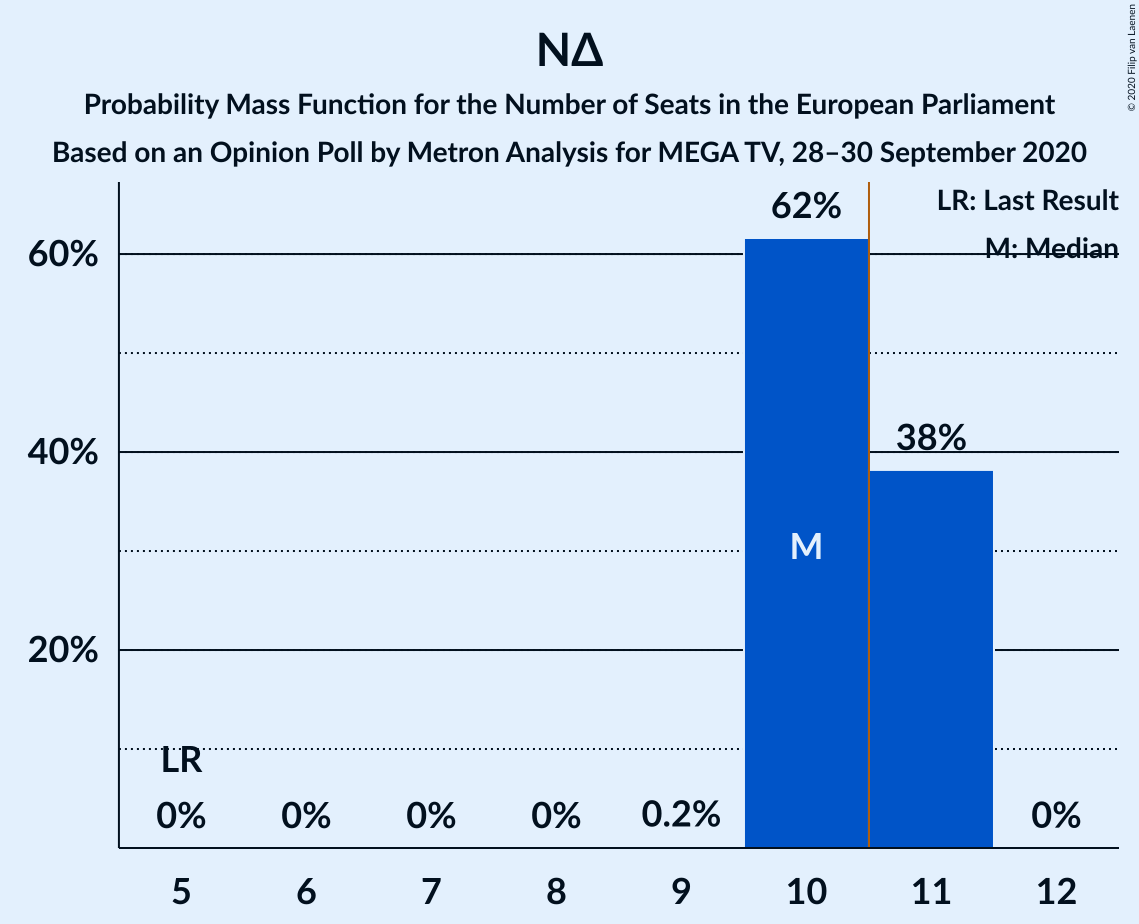 © 2020 Filip van Laenen
ΝΔ
Probability Mass Function for the Number of Seats in the European Parliament
Based on an Opinion Poll by Metron Analysis for MEGA TV, 28–30 September 2020
LR: Last Result
M: Median
62%
60%
38%
40%
M
20%
LR
0% 0% 0% 0% 0.2% 0%
5 6 7 8 9 10 11 12